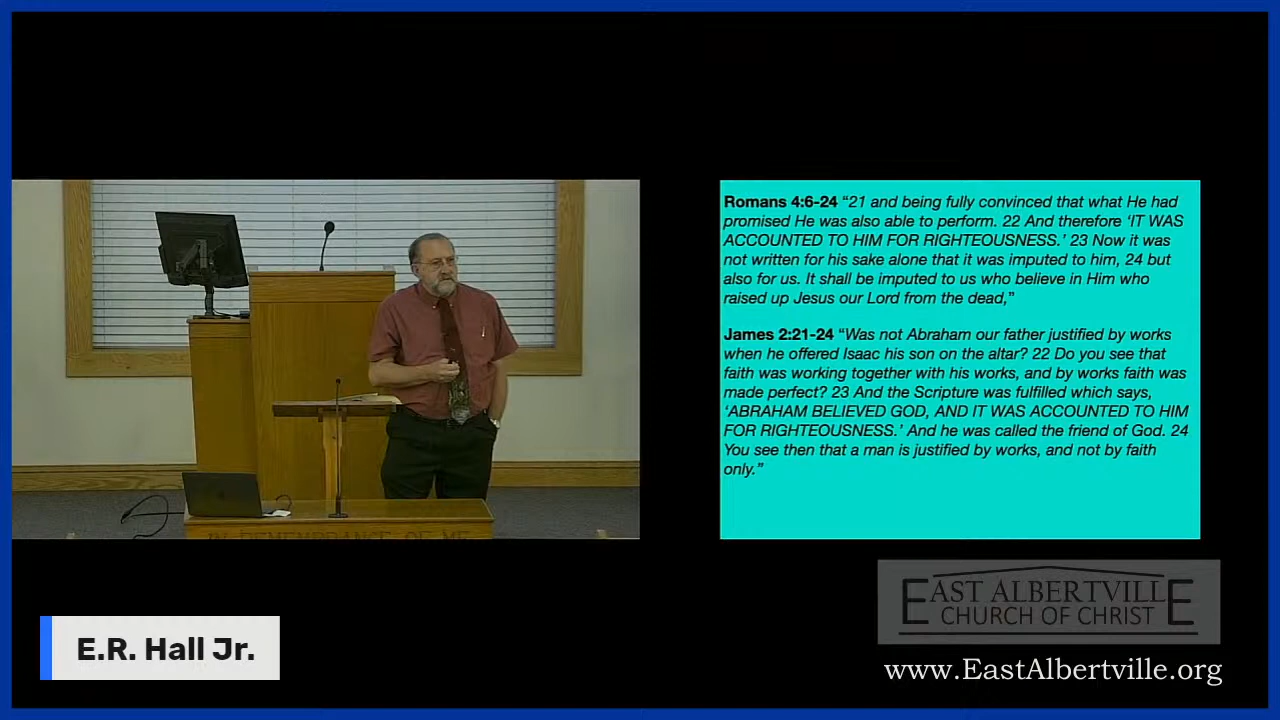 Romans 4:6-24 “21 and being fully convinced that what He had
promised He was also able to perform. 22 And therefore ‘IT WAS
ACCOUNTED TO HIM FOR RIGHTEOUSNESS.’ 23 Now it was
not written for his sake alone that it was imputed to him, 24 but
also for us. It shall be imputed to us who believe in Him who
raised up Jesus our Lord from the dead,”
James 2:21-24 “Was not Abraham our father justified by works
when he offered Isaac his son on the altar? 22 Do you see that
faith was working together with his works, and by works faith was
made perfect? 23 And the Scripture was fulfilled which says,
‘ABRAHAM BELIEVED GOD, AND IT WAS ACCOUNTED TO HIM
FOR RIGHTEOUSNESS.’ And he was called the friend of God. 24
You see then that a man is justified by works, and not by faith
only.”
IN REMEMBRANCE OF ME
EAST ALBERTVILLE
CHURCH OF CHRIST
E.R. Hall Jr.
www.EastAlbertville.org